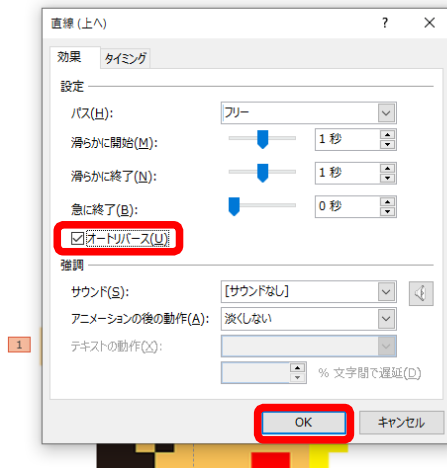 直線 (上へ) ?
効果 タイミング
設定
パス(H): フリー
滑らかに開始(M): 1 秒
滑らかに終了(N): 1 秒
急に終了(B): 0 秒
オートリバース(U)
強調
サウンド(S): [サウンドなし]
アニメーションの後の動作(A): 淡くしない
1 テキストの動作(X):
% 文字間で遅延(D)
OK キャンセル